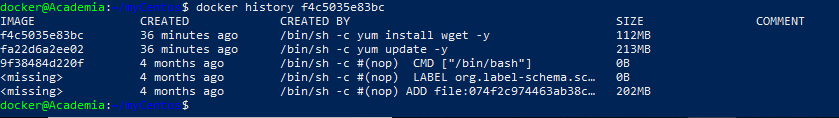 docker@Academia:~/myCentos$ docker history f4c5035e83bc
IMAGE CREATED CREATED BY SIZE COMMENT
f4c5035e83bc 36 minutes ago /bin/sh -c yum install wget -y 112MB
fa22d6a2ee02 36 minutes ago /bin/sh -c yum update -y 213MB
9f38484d220f 4 months ago /bin/sh -c #(nop) CMD ["/bin/bash"] 0B
<missing> 4 months ago /bin/sh -c #(nop) LABEL org.label-schema.sc… 0B
<missing> 4 months ago /bin/sh -c #(nop) ADD file:074f2c974463ab38c… 202MB
docker@Academia:~/myCentos$